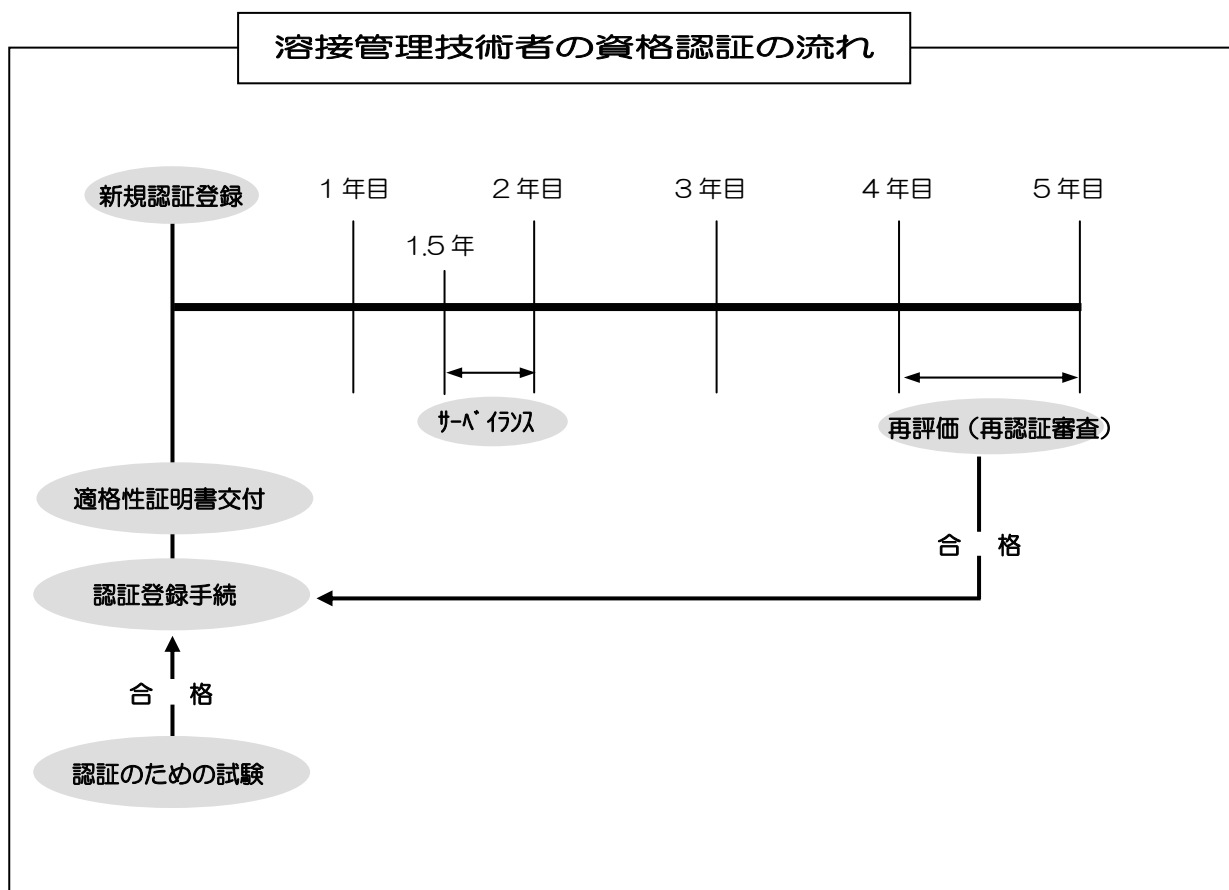 溶接管理技術者の資格認証の流れ
新規認証登録
1年目
1.5年
2年目
3年目
4年目
5年目
ｻｰﾍﾞｲﾗﾝｽ
再評価（再認証審査）
適格性証明書交付
合　格
認証登録手続
合　格
認証のための試験